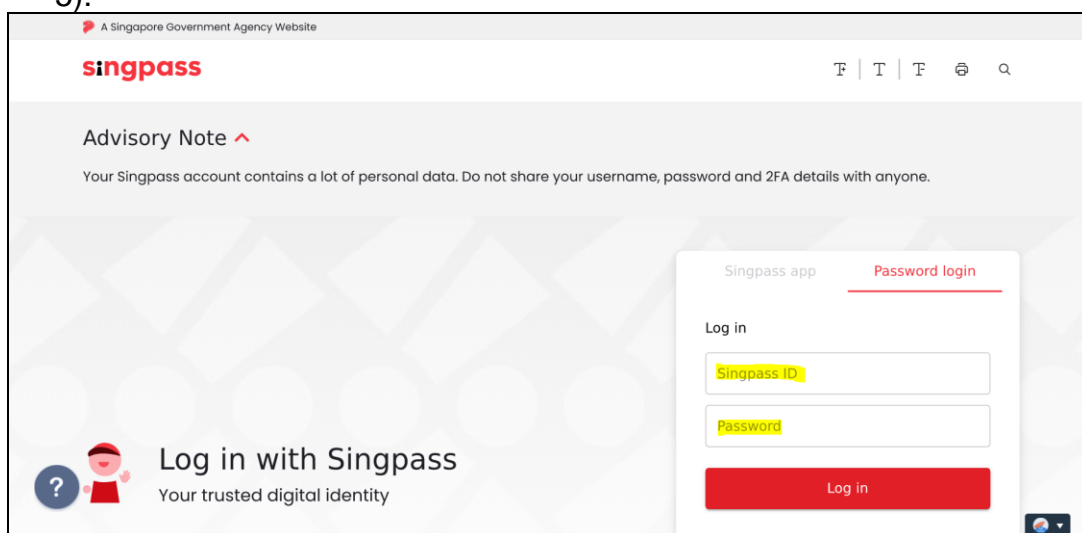 A Singapore Government Agency Website
singpass
T+ | T | T-
Advisory Note
Your Singpass account contains a lot of personal data. Do not share your username, password and 2FA details with anyone.
Singpass app Password login
Log in
Singpass ID
Password
Log in with Singpass
Your trusted digital identity
Log in
?